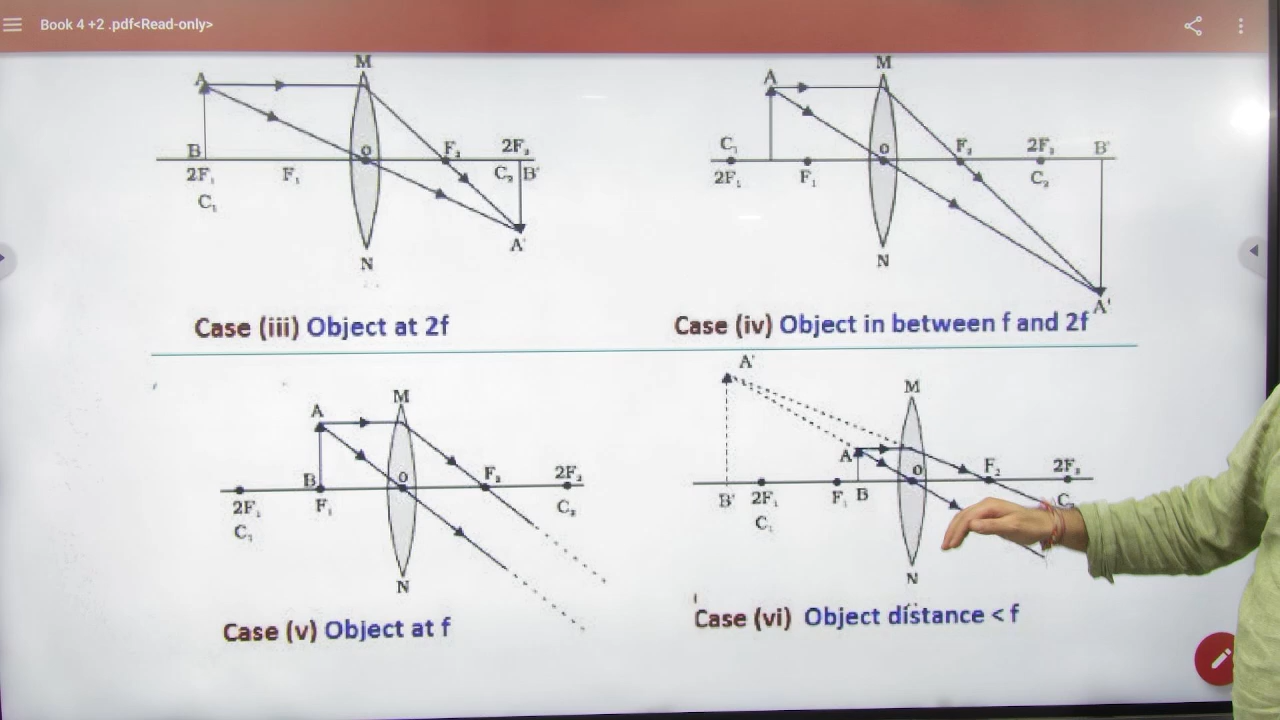 Book 4 +2 .pdf<Read-only>
M
A
O
F₂
2F₂
B
2F₁
F₁
C₂ B'
C₁
A'
N
Case (iii) Object at 2f
M
A
C₁
O
F₂
2F₂
B'
2F₁
F₁
C₂
N
A'
Case (iv) Object in between f and 2f
M
A
B
O
F₂
2F₂
2F₁
F₁
C₂
C₁
N
Case (v) Object at f
A'
M
A
O
F₂
2F₂
B'
2F₁
F₁
B
C₂
C₁
N
Case (vi) Object distance < f